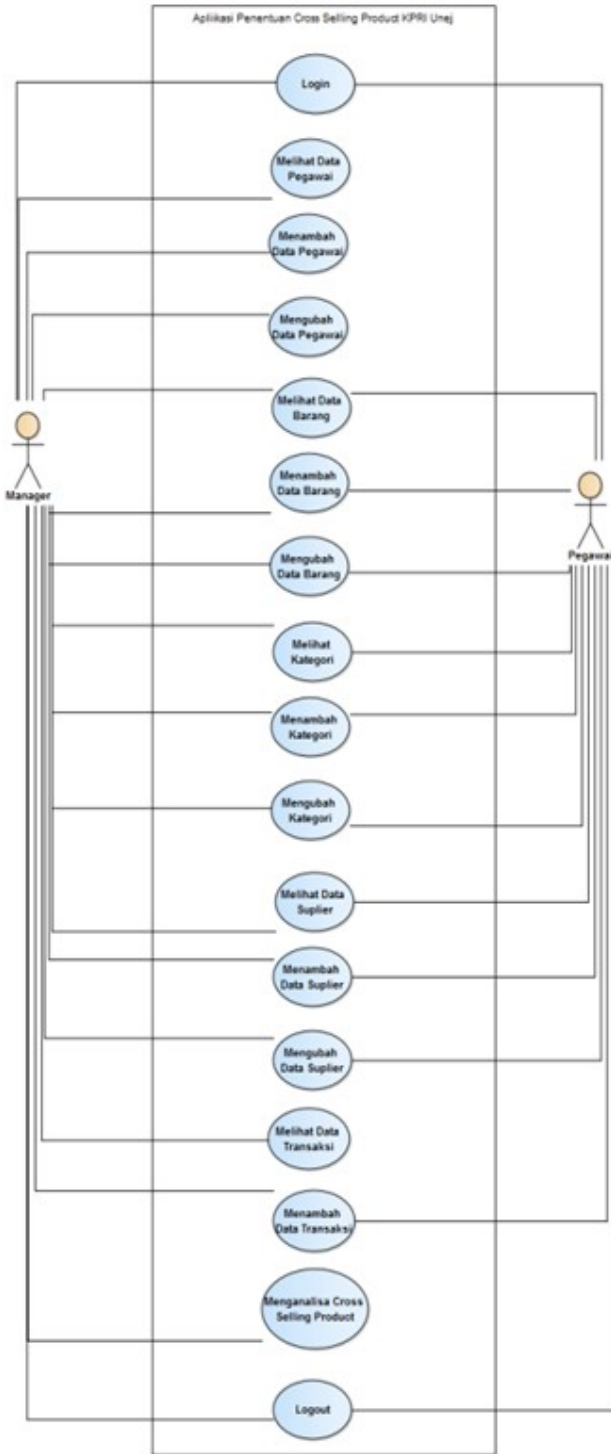 Apliikasi Penentuan Cross Selling Product KPRI Unej
Login
Melihat Data
Pegawai
Menambah
Data Pegawai
Mengubah
Data Pegawai
Melihat Data
Barang
Manager
Menambah
Data Barang
Pegawai
Mengubah
Data Barang
Melihat
Kategori
Menambah
Kategori
Mengubah
Kategori
Melihat Data
Suplier
Menambah
Data Suplier
Mengubah
Data Suplier
Melihat Data
Transaksi
Menambah
Data Transaksi
Menganalisa Cross
Selling Product
Logout